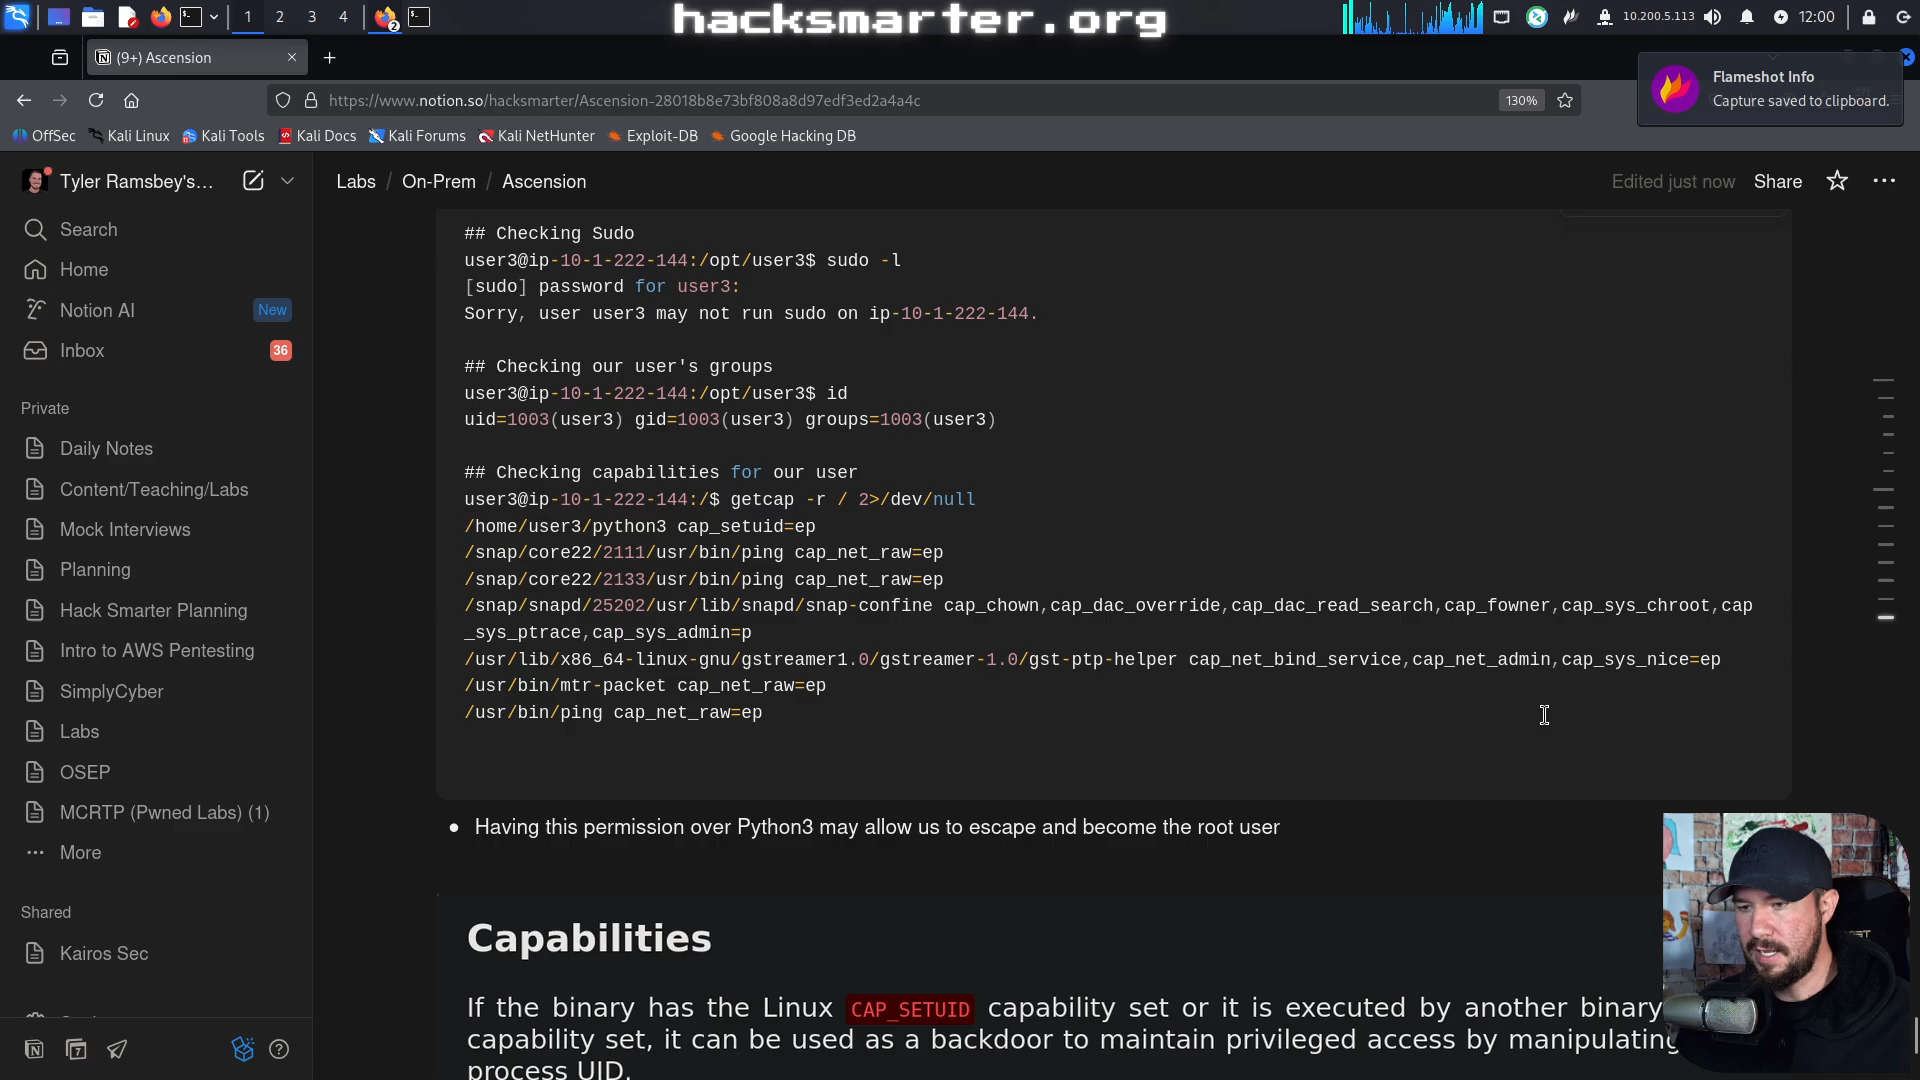 hacksmarter.org
1 2 3 4
2
10.200.5.113
12:00
(9+) Ascension
https://www.notion.so/hacksmarter/Ascension-28018b8e73bf808a8d97edf3ed2a4a4c
130%
Flameshot Info
Capture saved to clipboard.
OffSec Kali Linux Kali Tools Kali Docs Kali Forums Kali NetHunter Exploit-DB Google Hacking DB
Tyler Ramsbey's...
Labs / On-Prem / Ascension
Edited just now Share
Search
Home
Notion AI New
Inbox 36
Private
Daily Notes
Content/Teaching/Labs
Mock Interviews
Planning
Hack Smarter Planning
Intro to AWS Pentesting
SimplyCyber
Labs
OSEP
MCRTP (Pwned Labs) (1)
More
Shared
Kairos Sec
## Checking Sudo
user3@ip-10-1-222-144:/opt/user3$ sudo -l
[sudo] password for user3:
Sorry, user user3 may not run sudo on ip-10-1-222-144.
## Checking our user's groups
user3@ip-10-1-222-144:/opt/user3$ id
uid=1003(user3) gid=1003(user3) groups=1003(user3)
## Checking capabilities for our user
user3@ip-10-1-222-144:/$ getcap -r / 2>/dev/null
/home/user3/python3 cap_setuid=ep
/snap/core22/2111/usr/bin/ping cap_net_raw=ep
/snap/core22/2133/usr/bin/ping cap_net_raw=ep
/snap/snapd/25202/usr/lib/snapd/snap-confine cap_chown,cap_dac_override,cap_dac_read_search,cap_fowner,cap_sys_chroot,cap
_sys_ptrace,cap_sys_admin=p
/usr/lib/x86_64-linux-gnu/gstreamer1.0/gstreamer-1.0/gst-ptp-helper cap_net_bind_service,cap_net_admin,cap_sys_nice=ep
/usr/bin/mtr-packet cap_net_raw=ep
/usr/bin/ping cap_net_raw=ep
• Having this permission over Python3 may allow us to escape and become the root user
Capabilities
If the binary has the Linux CAP_SETUID capability set or it is executed by another binary
capability set, it can be used as a backdoor to maintain privileged access by manipulating
process UID.